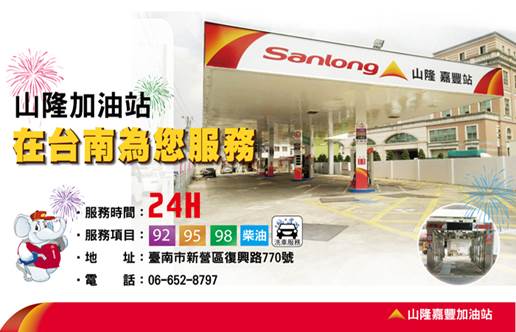 Sanlong 山隆 嘉豐站
山隆加油站
在台南為您服務
・服務時間：24H
・服務項目：92 95 98 柴油 洗車服務
・地　　址：臺南市新營區復興路770號
・電　　話：06-652-8797
山隆嘉豐加油站